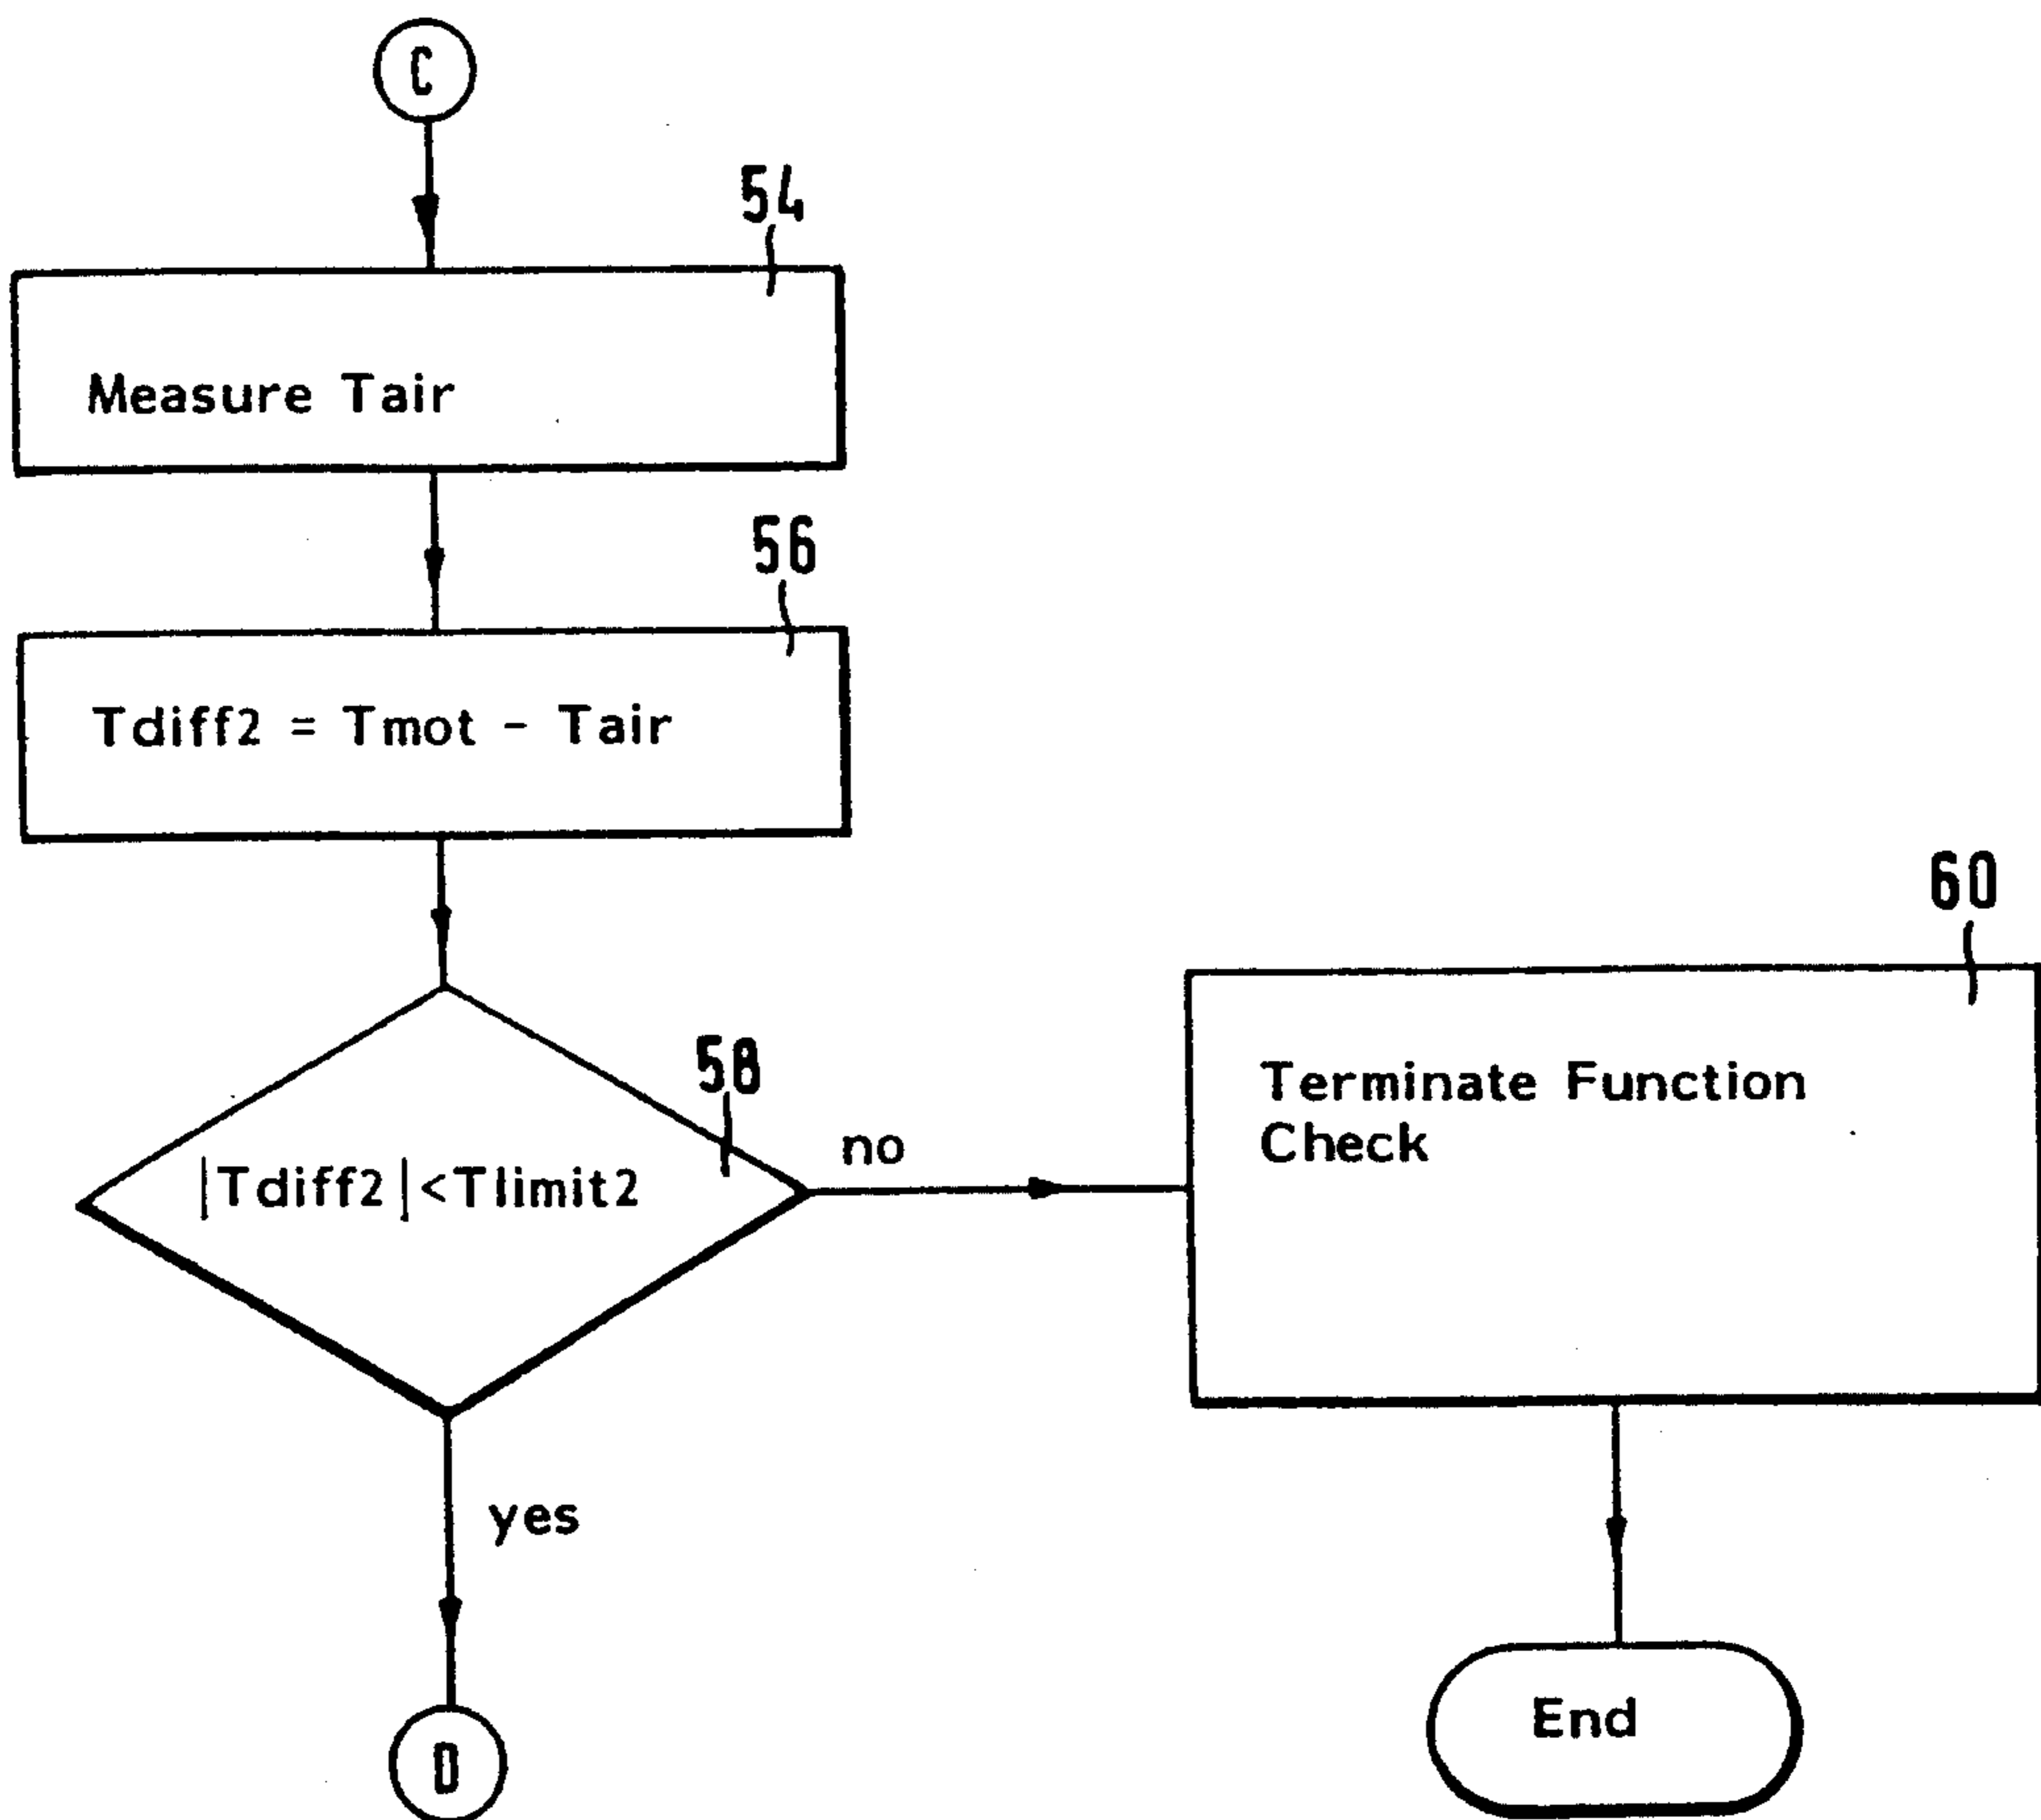 C
54
Measure Tair
56
Tdiff2 = Tmot - Tair
60
58
Terminate Function
Check
no
|Tdiff2|<Tlimit2
yes
End
D